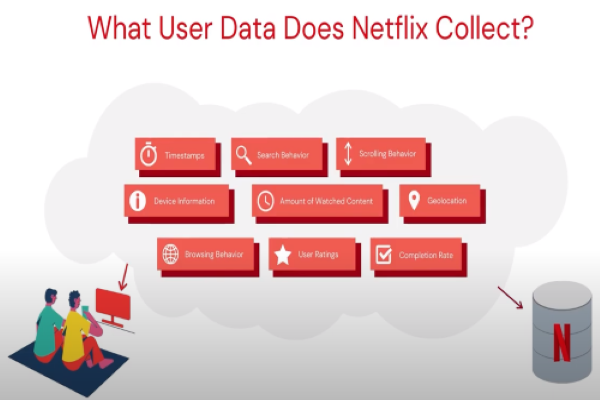 What User Data Does Netflix Collect?
Timestamps
Search Behavior
Scrolling Behavior
Device Information
Amount of Watched Content
Geolocation
Browsing Behavior
User Ratings
Completion Rate
N